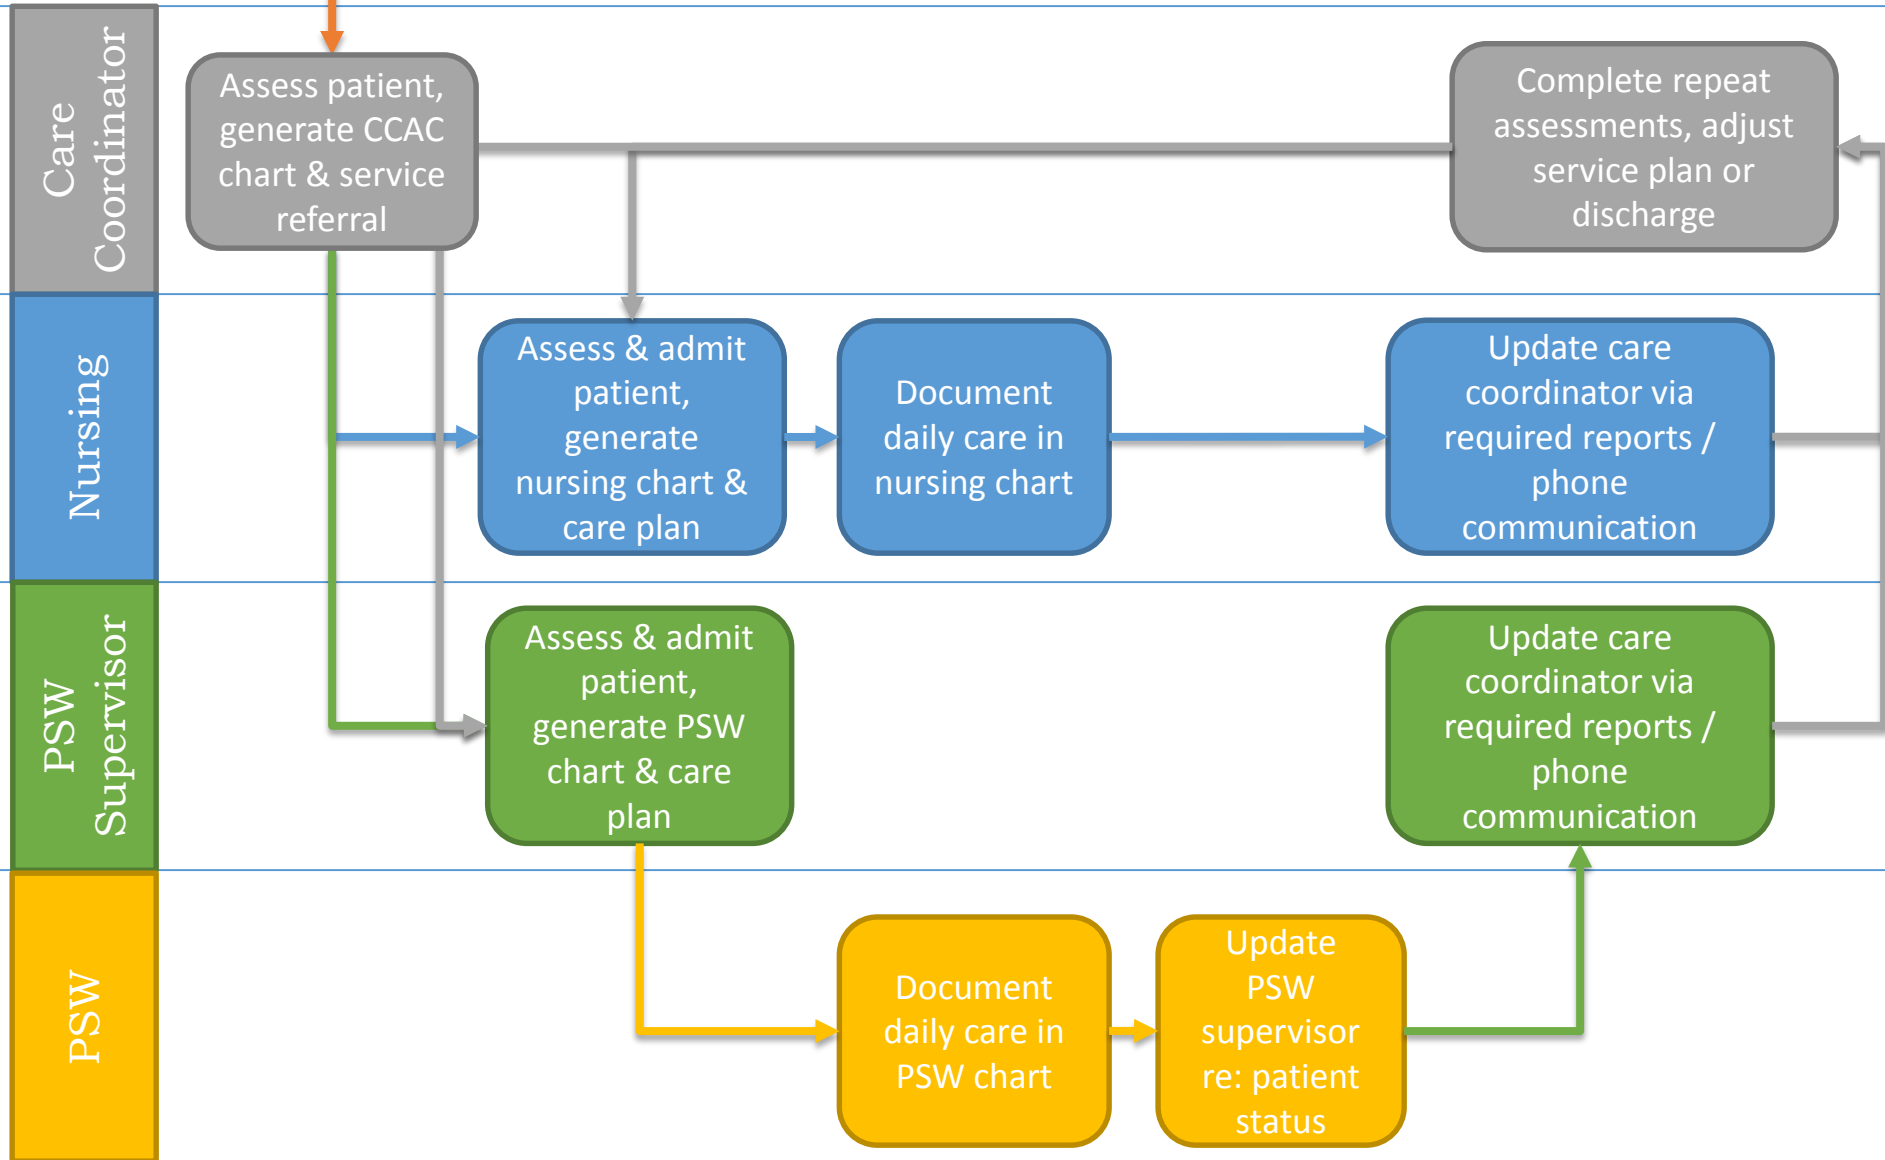 Care
Coordinator
Assess patient,
generate CCAC
chart & service
referral
Complete repeat
assessments, adjust
service plan or
discharge
Nursing
Assess & admit
patient,
generate
nursing chart &
care plan
Document
daily care in
nursing chart
Update care
coordinator via
required reports /
phone
communication
PSW
Supervisor
Assess & admit
patient,
generate PSW
chart & care
plan
Update care
coordinator via
required reports /
phone
communication
PSW
Document
daily care in
PSW chart
Update
PSW
supervisor
re: patient
status